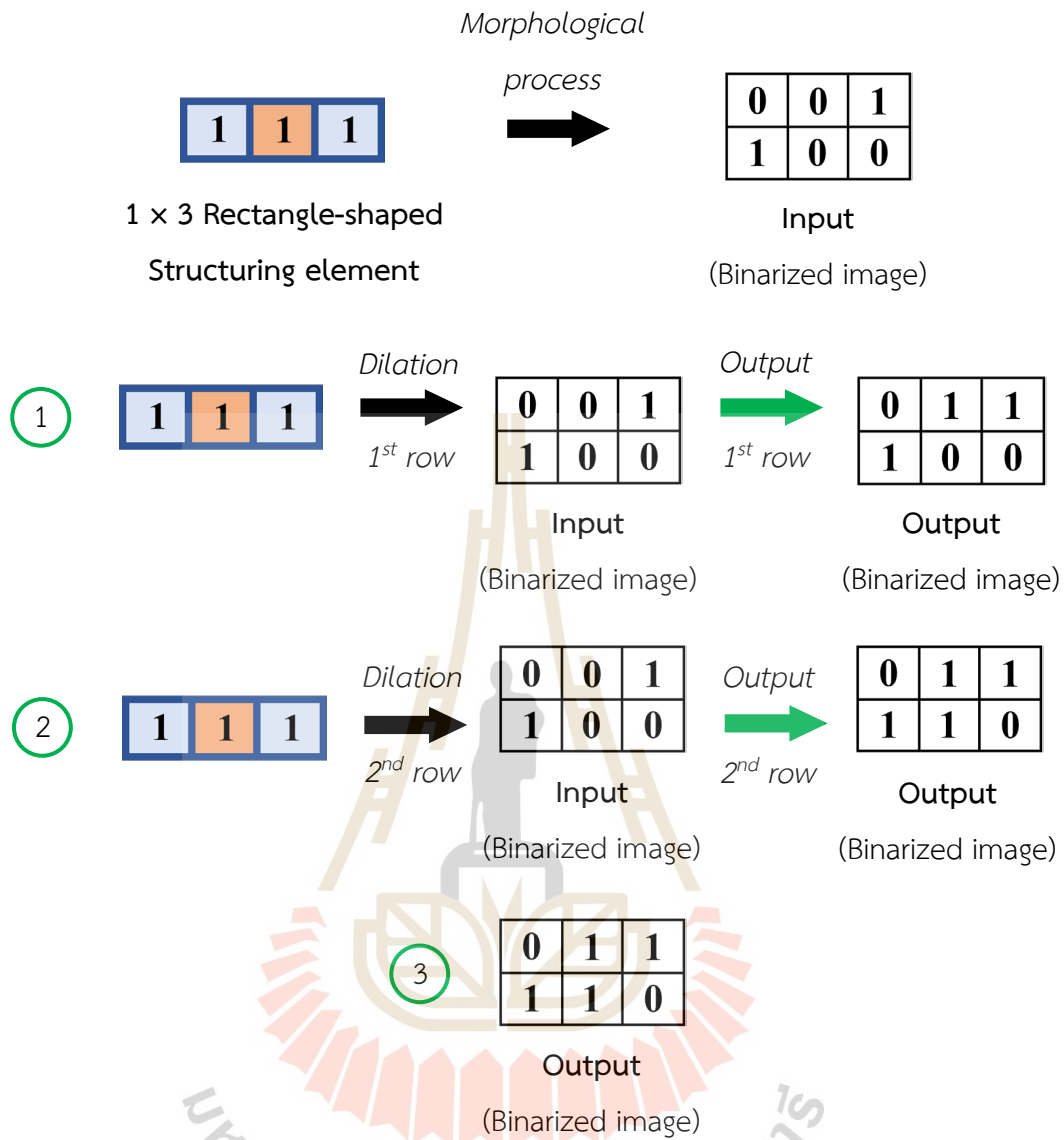 Morphological
process
1 1 1
0 0 1
1 0 0
1 × 3 Rectangle-shaped
Structuring element
Input
(Binarized image)
1
1 1 1
Dilation
1st row
0 0 1
1 0 0
Input
(Binarized image)
Output
1st row
0 1 1
1 0 0
Output
(Binarized image)
2
1 1 1
Dilation
2nd row
0 0 1
1 0 0
Input
(Binarized image)
Output
2nd row
0 1 1
1 1 0
Output
(Binarized image)
3
0 1 1
1 1 0
Output
(Binarized image)